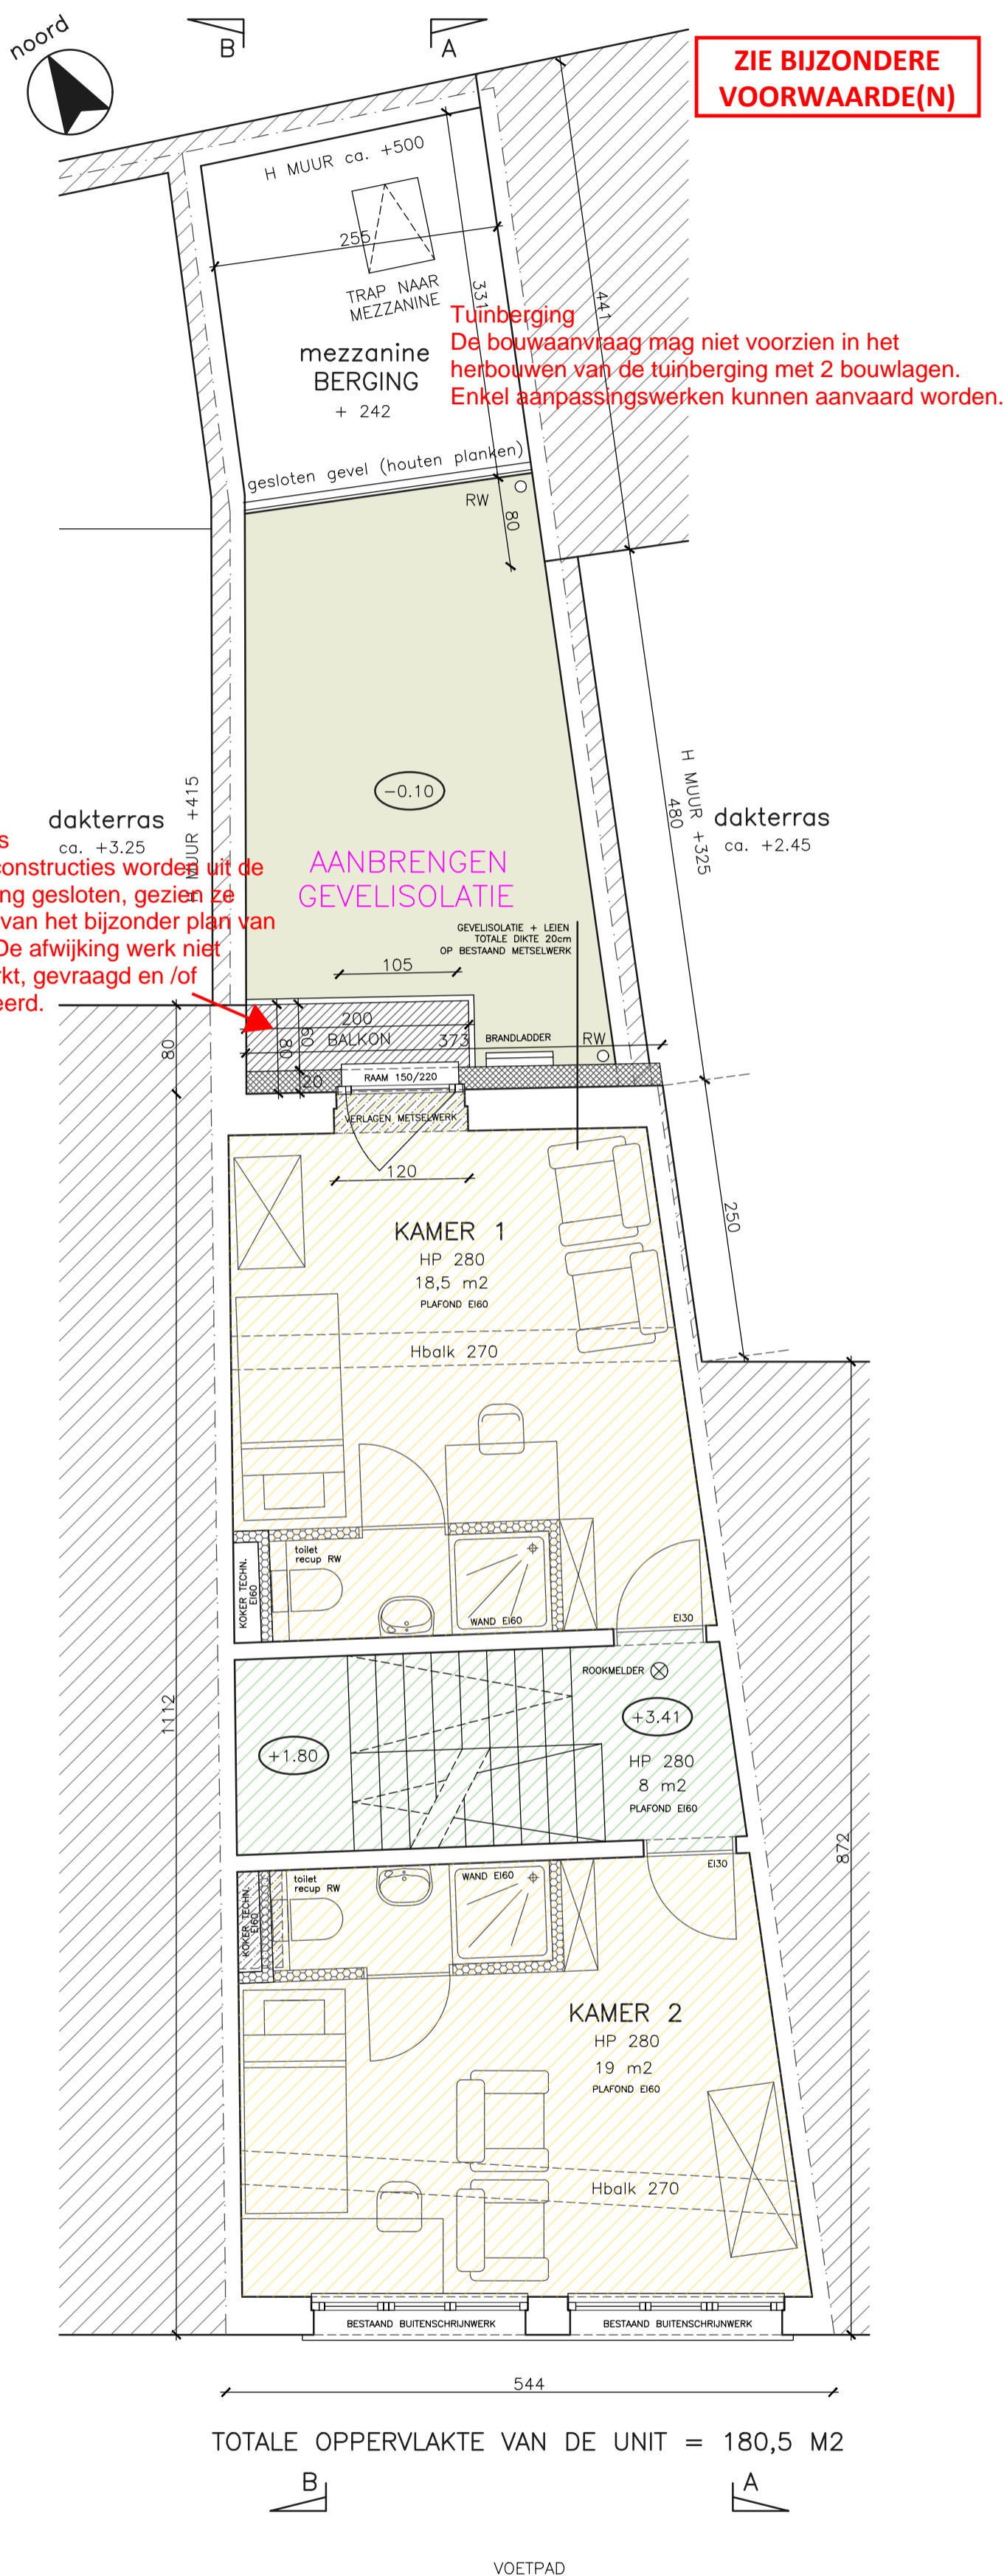 noord
B
A
ZIE BIJZONDERE
VOORWAARDE(N)
H MUUR ca. +500
255
TRAP NAAR
MEZZANINE
331
441
mezzanine
BERGING
+ 242
Tuinberging
De bouwaanvraag mag niet voorzien in het
herbouwen van de tuinberging met 2 bouwlagen.
Enkel aanpassingswerken kunnen aanvaard worden.
gesloten gevel (houten planken)
RW
80
-0.10
H MUUR +415
dakterras
ca. +3.25
H MUUR +325
480
dakterras
ca. +2.45
s
constructies worden uit de
ng gesloten, gezien ze
van het bijzonder plan van
De afwijking werk niet
rkt, gevraagd en /of
eerd.
AANBRENGEN
GEVELISOLATIE
GEVELISOLATIE + LEIEN
TOTALE DIKTE 20cm
OP BESTAAND METSELWERK
105
200
80
80
60
BALKON
373
BRANDLADDER
RW
20
RAAM 150/220
VERLAGEN METSELWERK
120
250
KAMER 1
HP 280
18,5 m2
PLAFOND EI60
Hbalk 270
toilet
recup RW
KOKER TECHN.
EI60
WAND EI60
EI30
ROOKMELDER
1112
+3.41
+1.80
HP 280
8 m2
PLAFOND EI60
872
EI30
toilet
recup RW
WAND EI60
KOKER TECHN.
EI60
KAMER 2
HP 280
19 m2
PLAFOND EI60
Hbalk 270
BESTAAND BUITENSCHRIJNWERK
BESTAAND BUITENSCHRIJNWERK
544
TOTALE OPPERVLAKTE VAN DE UNIT = 180,5 M2
B
A
VOETPAD